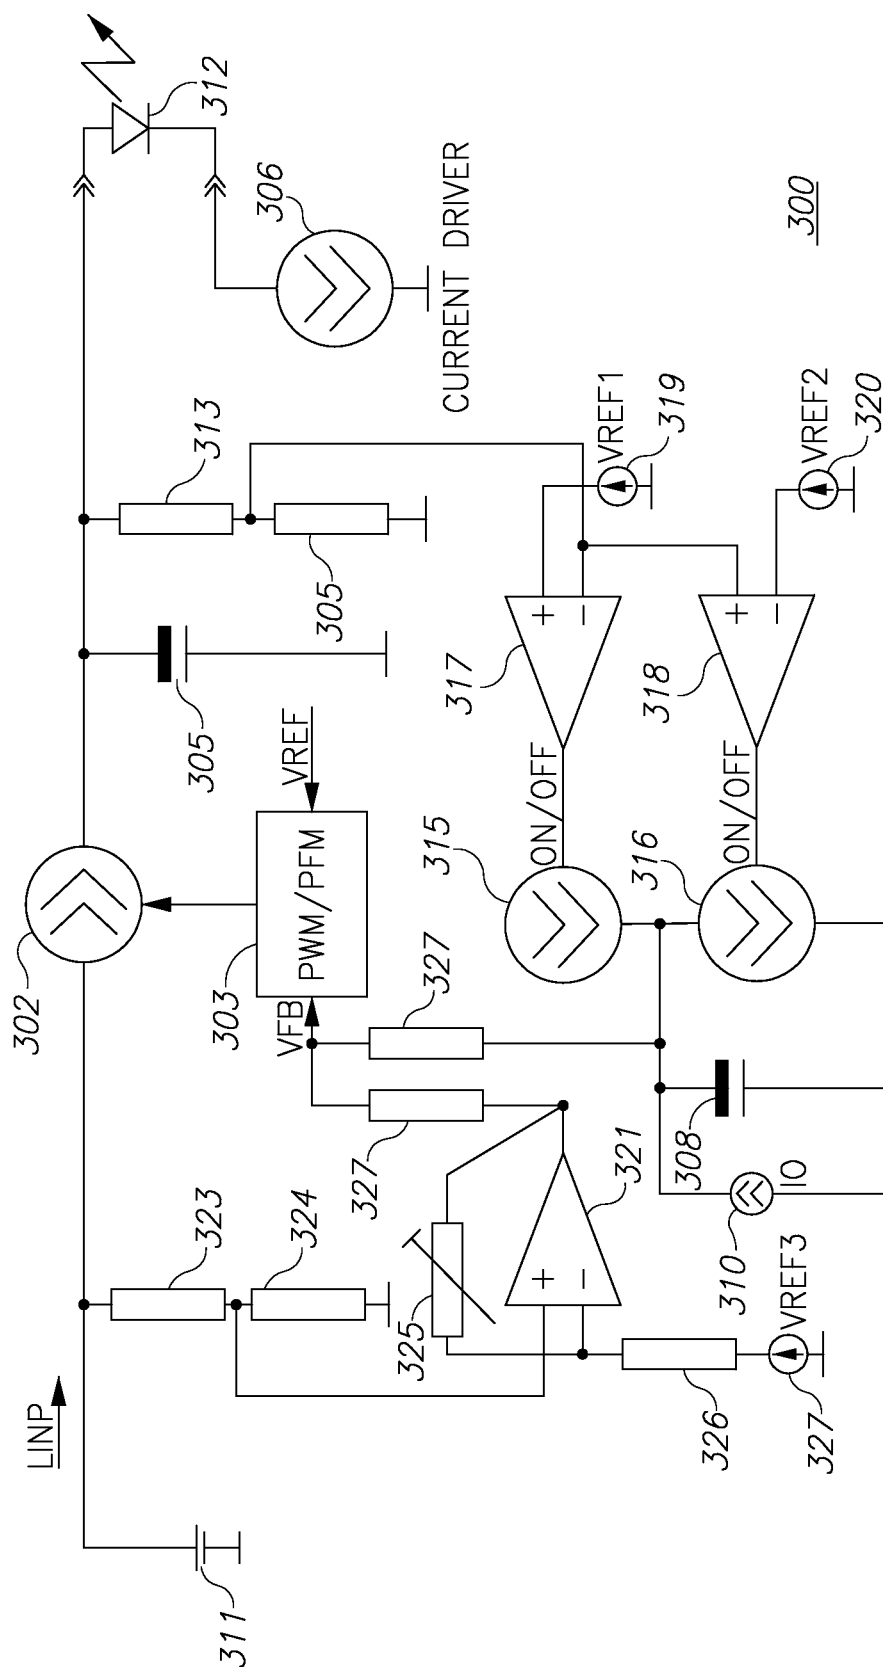 312
306
CURRENT DRIVER
300
313
305
305
VREF1
319
VREF2
320
+
−
317
+
−
318
VREF
PWM/PFM
303
302
VFB
ON/OFF
315
ON/OFF
316
327
327
308
321
+
−
310
IO
323
324
325
326
VREF3
327
LINP
311